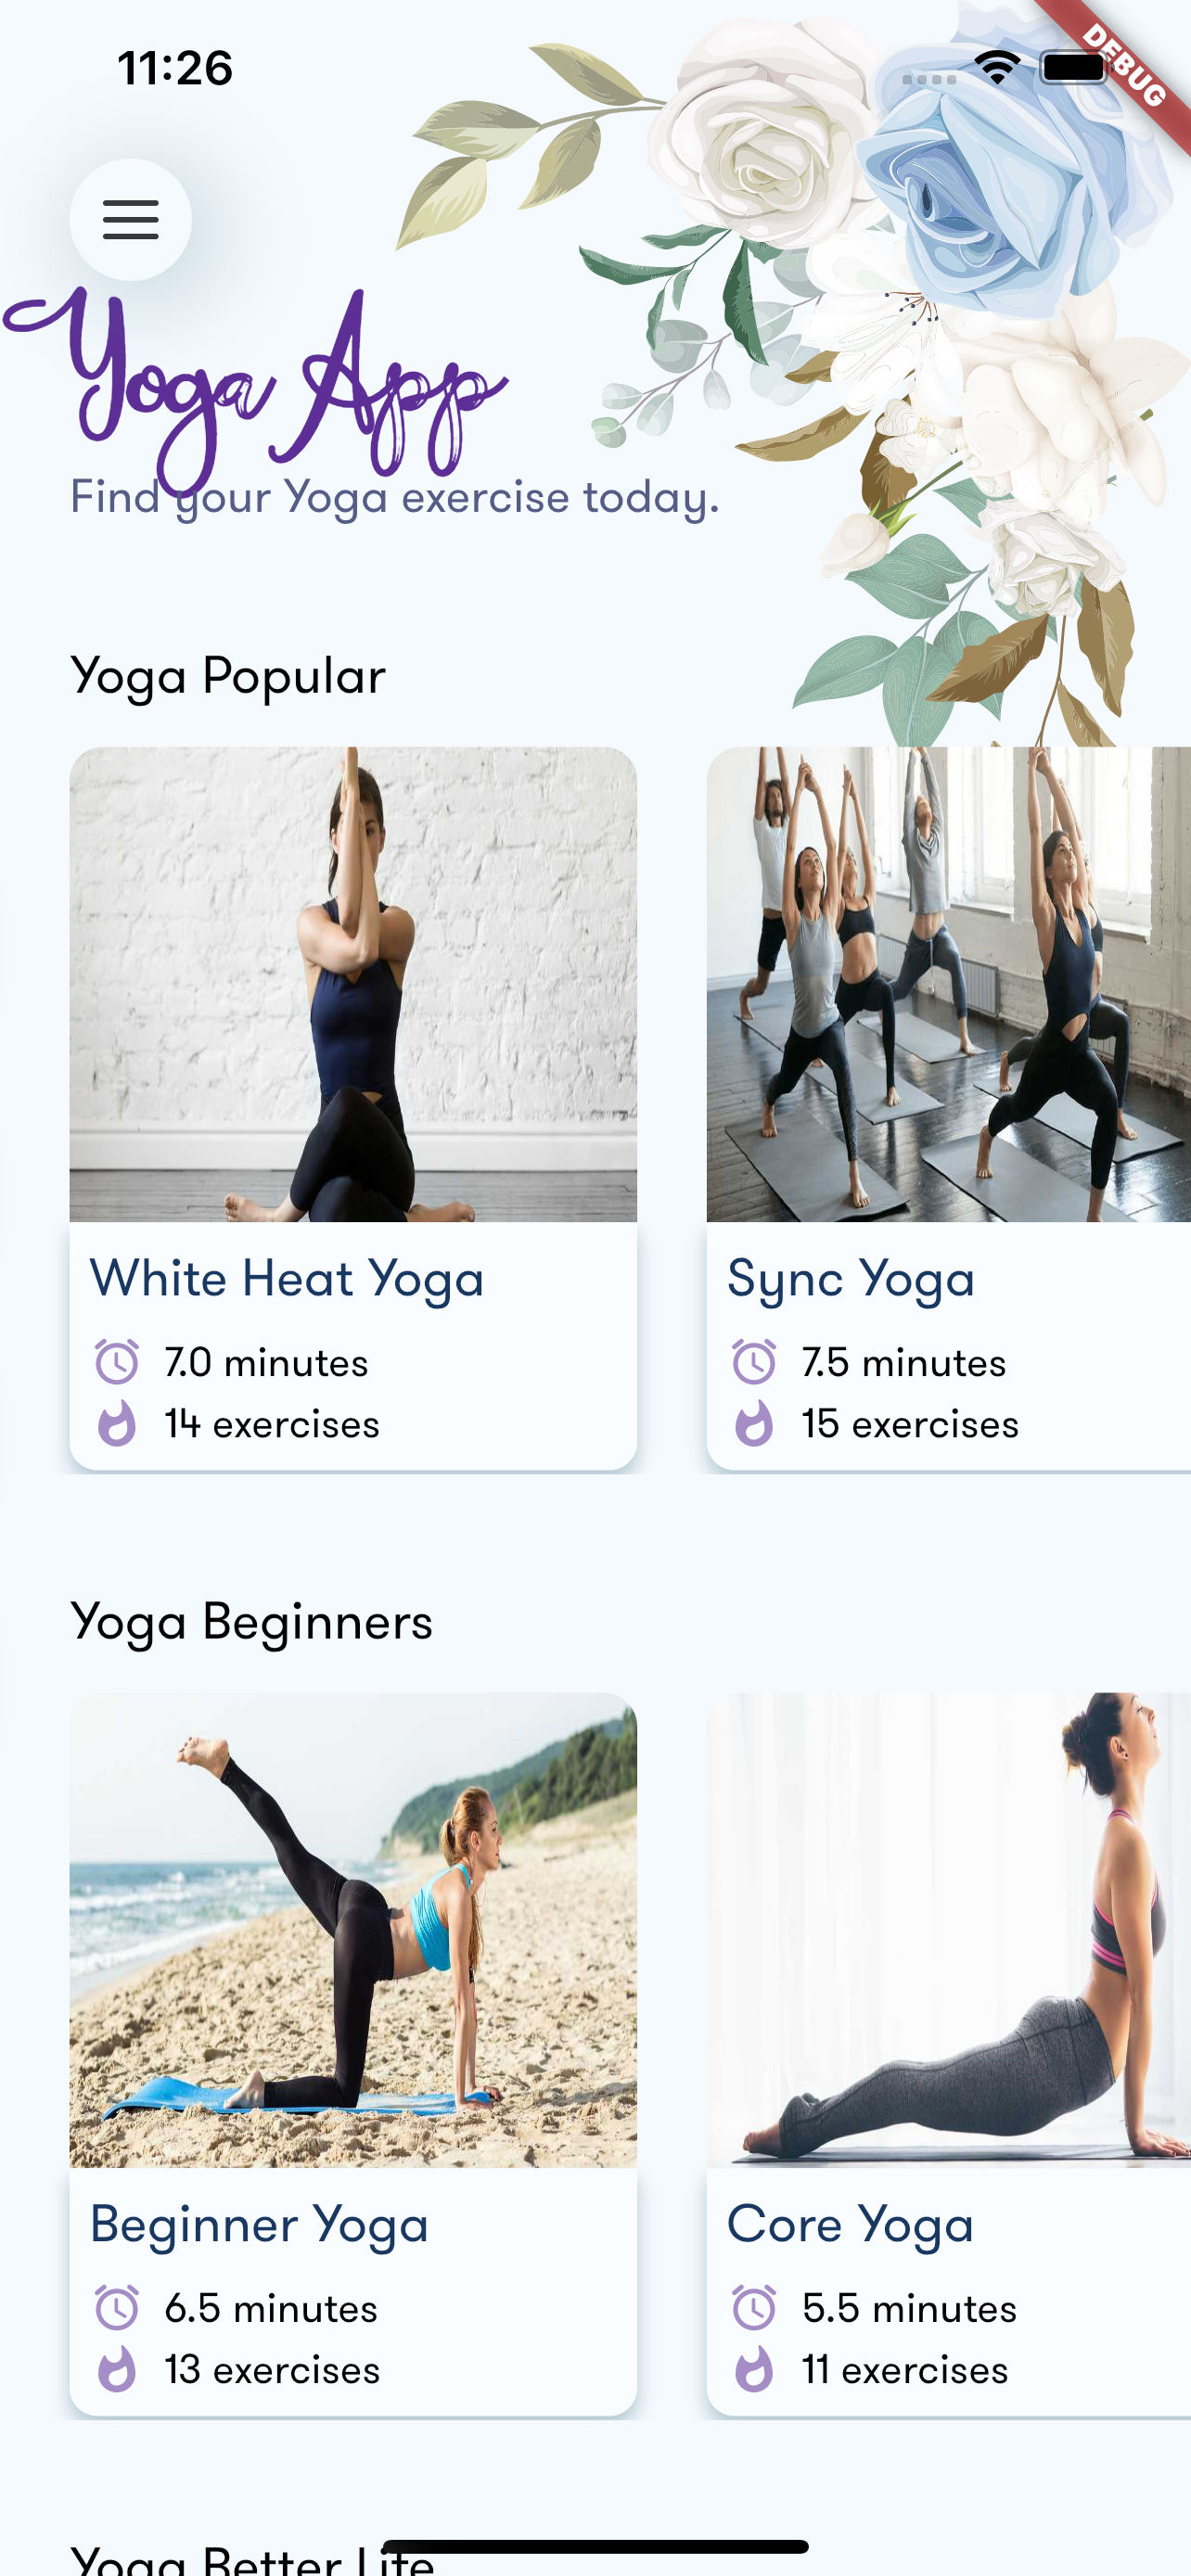 11:26
DEBUG
Yoga App
Find your Yoga exercise today.
Yoga Popular
White Heat Yoga
7.0 minutes
14 exercises
Sync Yoga
7.5 minutes
15 exercises
Yoga Beginners
Beginner Yoga
6.5 minutes
13 exercises
Core Yoga
5.5 minutes
11 exercises
Yoga Better Life